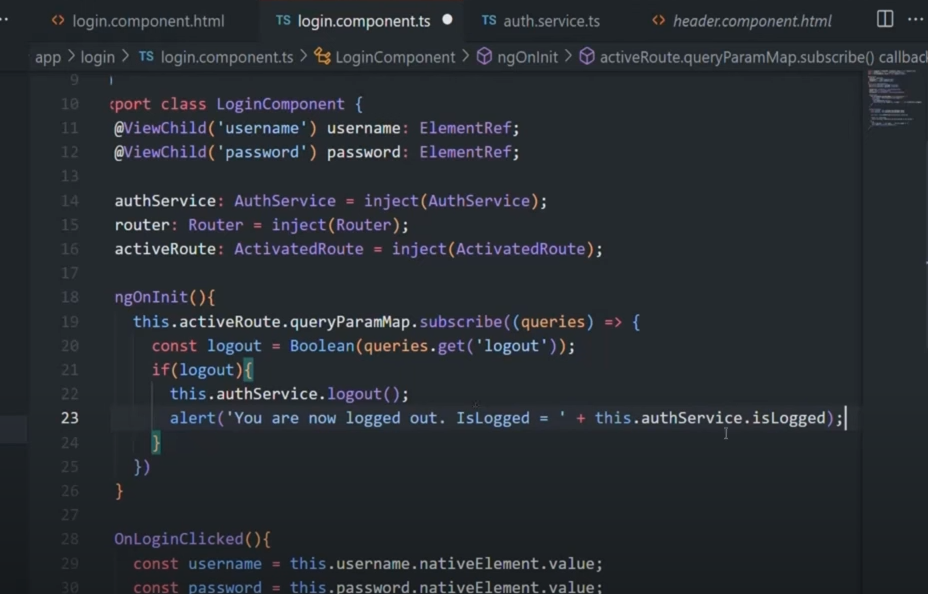 login.component.html TS login.component.ts TS auth.service.ts header.component.html
app > login > TS login.component.ts > LoginComponent > ngOnInit > activeRoute.queryParamMap.subscribe() callbac
9
10 xport class LoginComponent {
11 @ViewChild('username') username: ElementRef;
12 @ViewChild('password') password: ElementRef;
13
14 authService: AuthService = inject(AuthService);
15 router: Router = inject(Router);
16 activeRoute: ActivatedRoute = inject(ActivatedRoute);
17
18 ngOnInit(){
19 this.activeRoute.queryParamMap.subscribe((queries) => {
20 const logout = Boolean(queries.get('logout'));
21 if(logout){
22 this.authService.logout();
23 alert('You are now logged out. IsLogged = ' + this.authService.isLogged);
24 }
25 })
26 }
27
28 OnLoginClicked(){
29 const username = this.username.nativeElement.value;
30 const password = this.password.nativeElement.value;